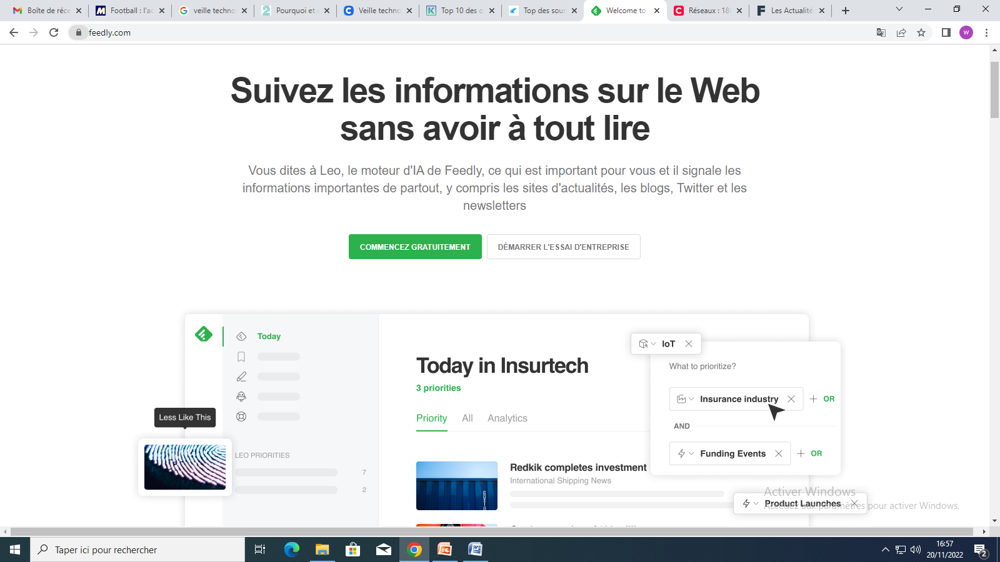 Boîte de réce
Football : l'ac
veille techno
Pourquoi et
Veille techno
Top 10 des o
Top des sour
Welcome to
Réseaux : 18
Les Actualité
feedly.com
W
Suivez les informations sur le Web
sans avoir à tout lire
Vous dites à Leo, le moteur d'IA de Feedly, ce qui est important pour vous et il signale les
informations importantes de partout, y compris les sites d'actualités, les blogs, Twitter et les
newsletters
COMMENCEZ GRATUITEMENT
DÉMARRER L'ESSAI D'ENTREPRISE
Today
IoT
Today in Insurtech
What to prioritize?
3 priorities
Insurance industry
OR
Less Like This
Priority
All
Analytics
AND
LEO PRIORITIES
Funding Events
OR
7
2
Redkik completes investment
International Shipping News
Activer Windows
Product Launches
Accédez aux paramètres pour activer Windows.
Taper ici pour rechercher
16:57
20/11/2022
2